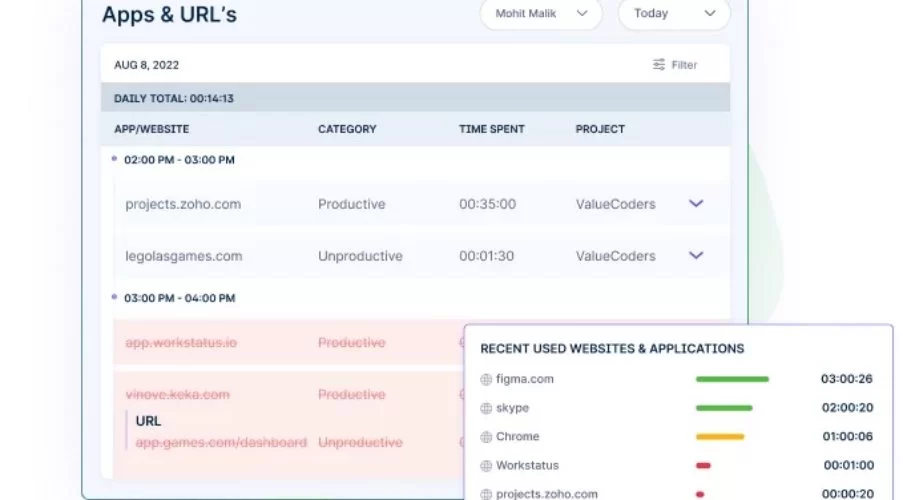 Apps & URL's
Mohit Malik
Today
AUG 8, 2022
Filter
DAILY TOTAL: 00:14:13
APP/WEBSITE CATEGORY TIME SPENT PROJECT
02:00 PM - 03:00 PM
projects.zoho.com Productive 00:35:00 ValueCoders
legolasgames.com Unproductive 00:01:30 ValueCoders
03:00 PM - 04:00 PM
app.workstatus.io Productive
vinove.keka.com Productive
URL
app.games.com/dashboard Unproductive
RECENT USED WEBSITES & APPLICATIONS
figma.com 03:00:26
skype 02:00:20
Chrome 01:00:06
Workstatus 00:01:00
projects.zoho.com 00:00:20